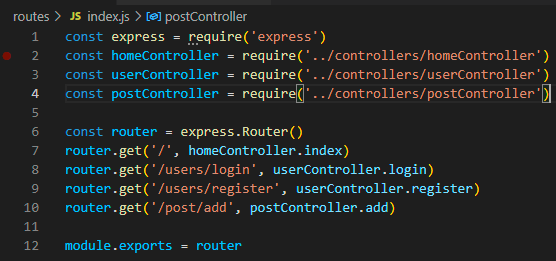 routes > JS index.js > postController
1 const express = require('express')
2 const homeController = require('../controllers/homeController')
3 const userController = require('../controllers/userController')
4 const postController = require('../controllers/postController')
5
6 const router = express.Router()
7 router.get('/', homeController.index)
8 router.get('/users/login', userController.login)
9 router.get('/users/register', userController.register)
10 router.get('/post/add', postController.add)
11
12 module.exports = router